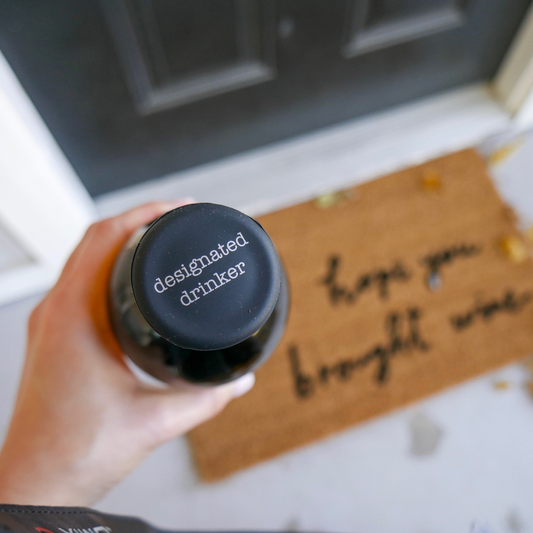 designated
drinker
hope you
brought wine